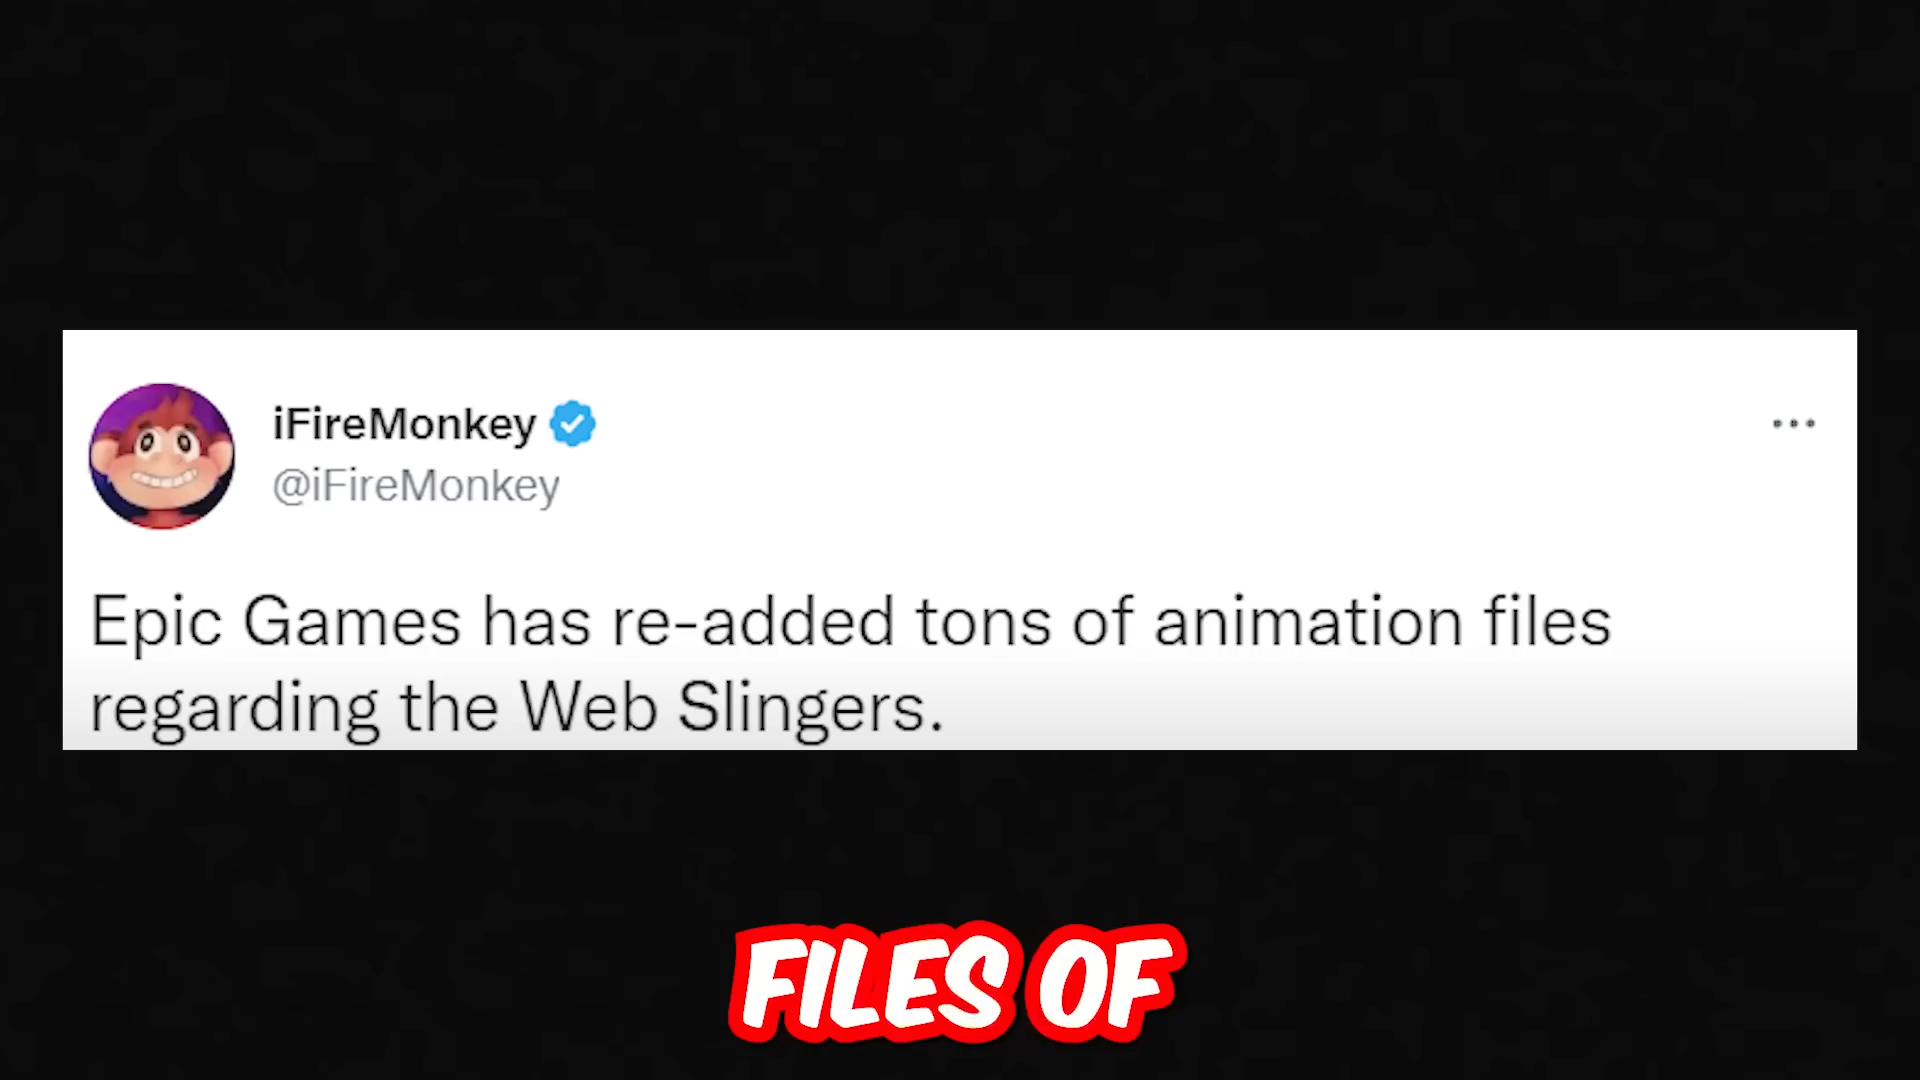 iFireMonkey
@iFireMonkey
Epic Games has re-added tons of animation files
regarding the Web Slingers.
FILES OF